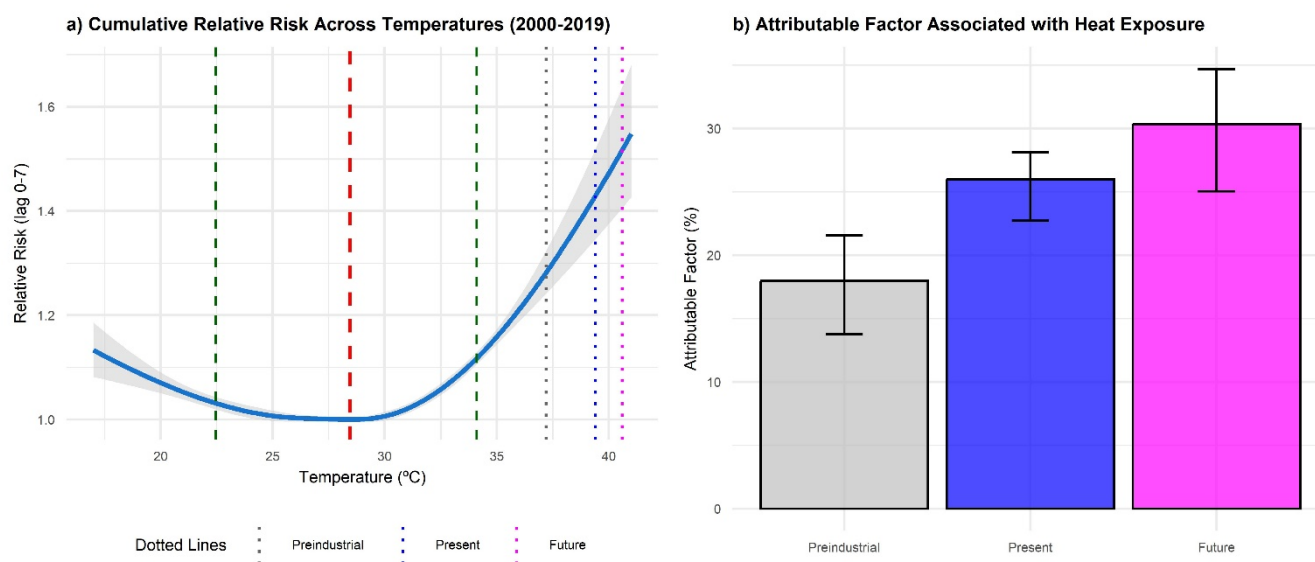 a) Cumulative Relative Risk Across Temperatures (2000-2019)
Relative Risk (lag 0-7)
1.6
1.4
1.2
1.0
20 25 30 35 40
Temperature (ºC)
Dotted Lines Preindustrial Present Future
b) Attributable Factor Associated with Heat Exposure
Attributable Factor (%)
30
20
10
0
Preindustrial Present Future